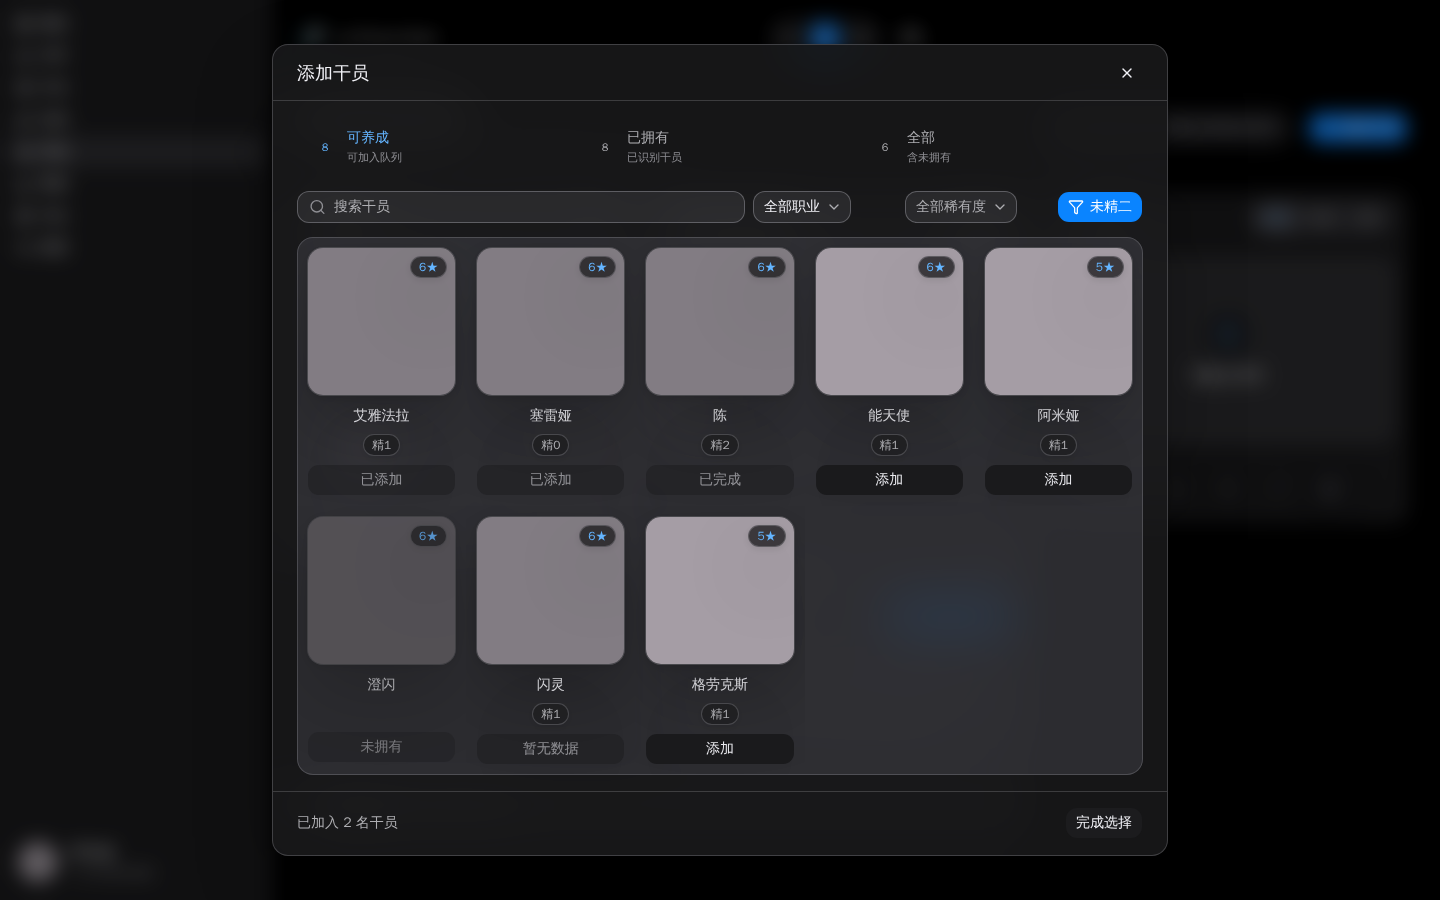 添加干员
8 可养成 8 已拥有 6 全部
可加入队列 已识别干员 含未拥有
搜索干员 全部职业 全部稀有度 未精二
6★ 6★ 6★ 6★ 5★
艾雅法拉 塞雷娅 陈 能天使 阿米娅
精1 精0 精2 精1 精1
已添加 已添加 已完成 添加 添加
6★ 6★ 5★
澄闪 闪灵 格劳克斯
精1 精1
未拥有 暂无数据 添加
已加入 2 名干员 完成选择